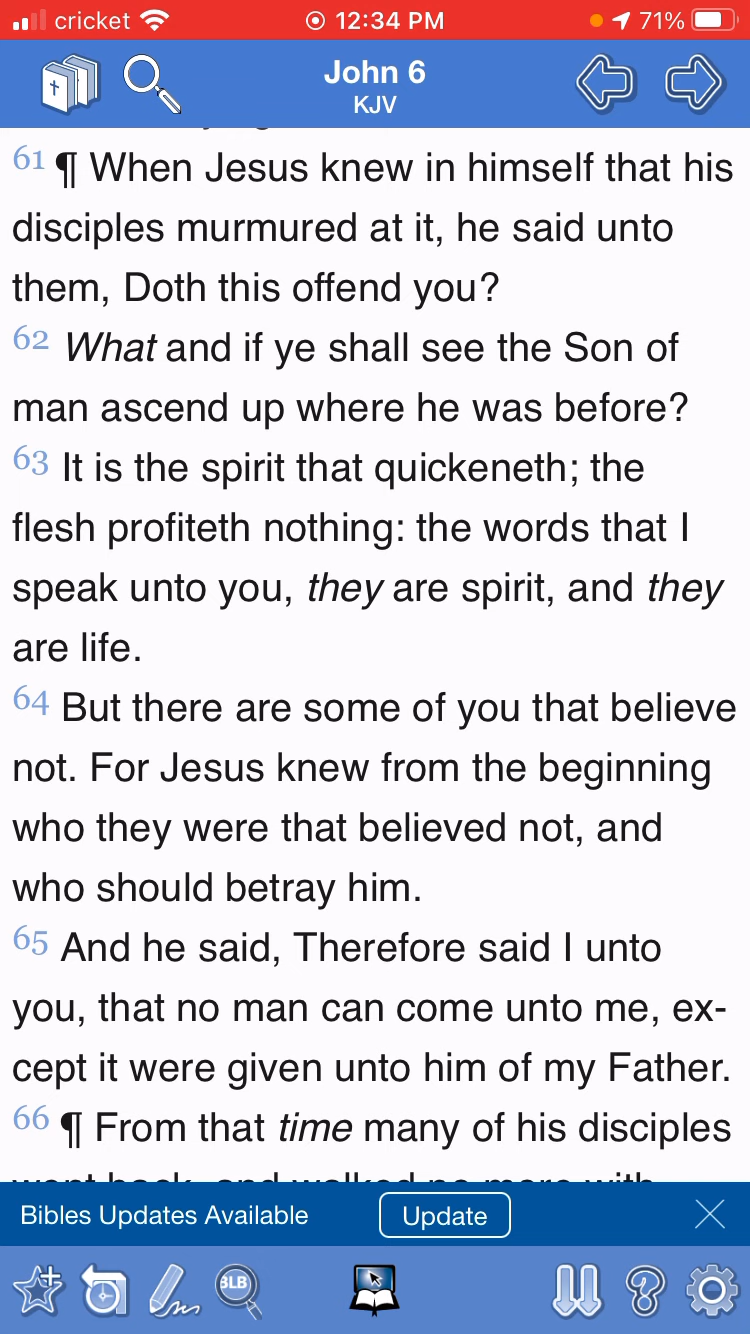 cricket 12:34 PM 71%
John 6
KJV
61 ¶ When Jesus knew in himself that his
disciples murmured at it, he said unto
them, Doth this offend you?
62 What and if ye shall see the Son of
man ascend up where he was before?
63 It is the spirit that quickeneth; the
flesh profiteth nothing: the words that I
speak unto you, they are spirit, and they
are life.
64 But there are some of you that believe
not. For Jesus knew from the beginning
who they were that believed not, and
who should betray him.
65 And he said, Therefore said I unto
you, that no man can come unto me, ex-
cept it were given unto him of my Father.
66 ¶ From that time many of his disciples
went back, and walked no more with
Bibles Updates Available Update
BLB